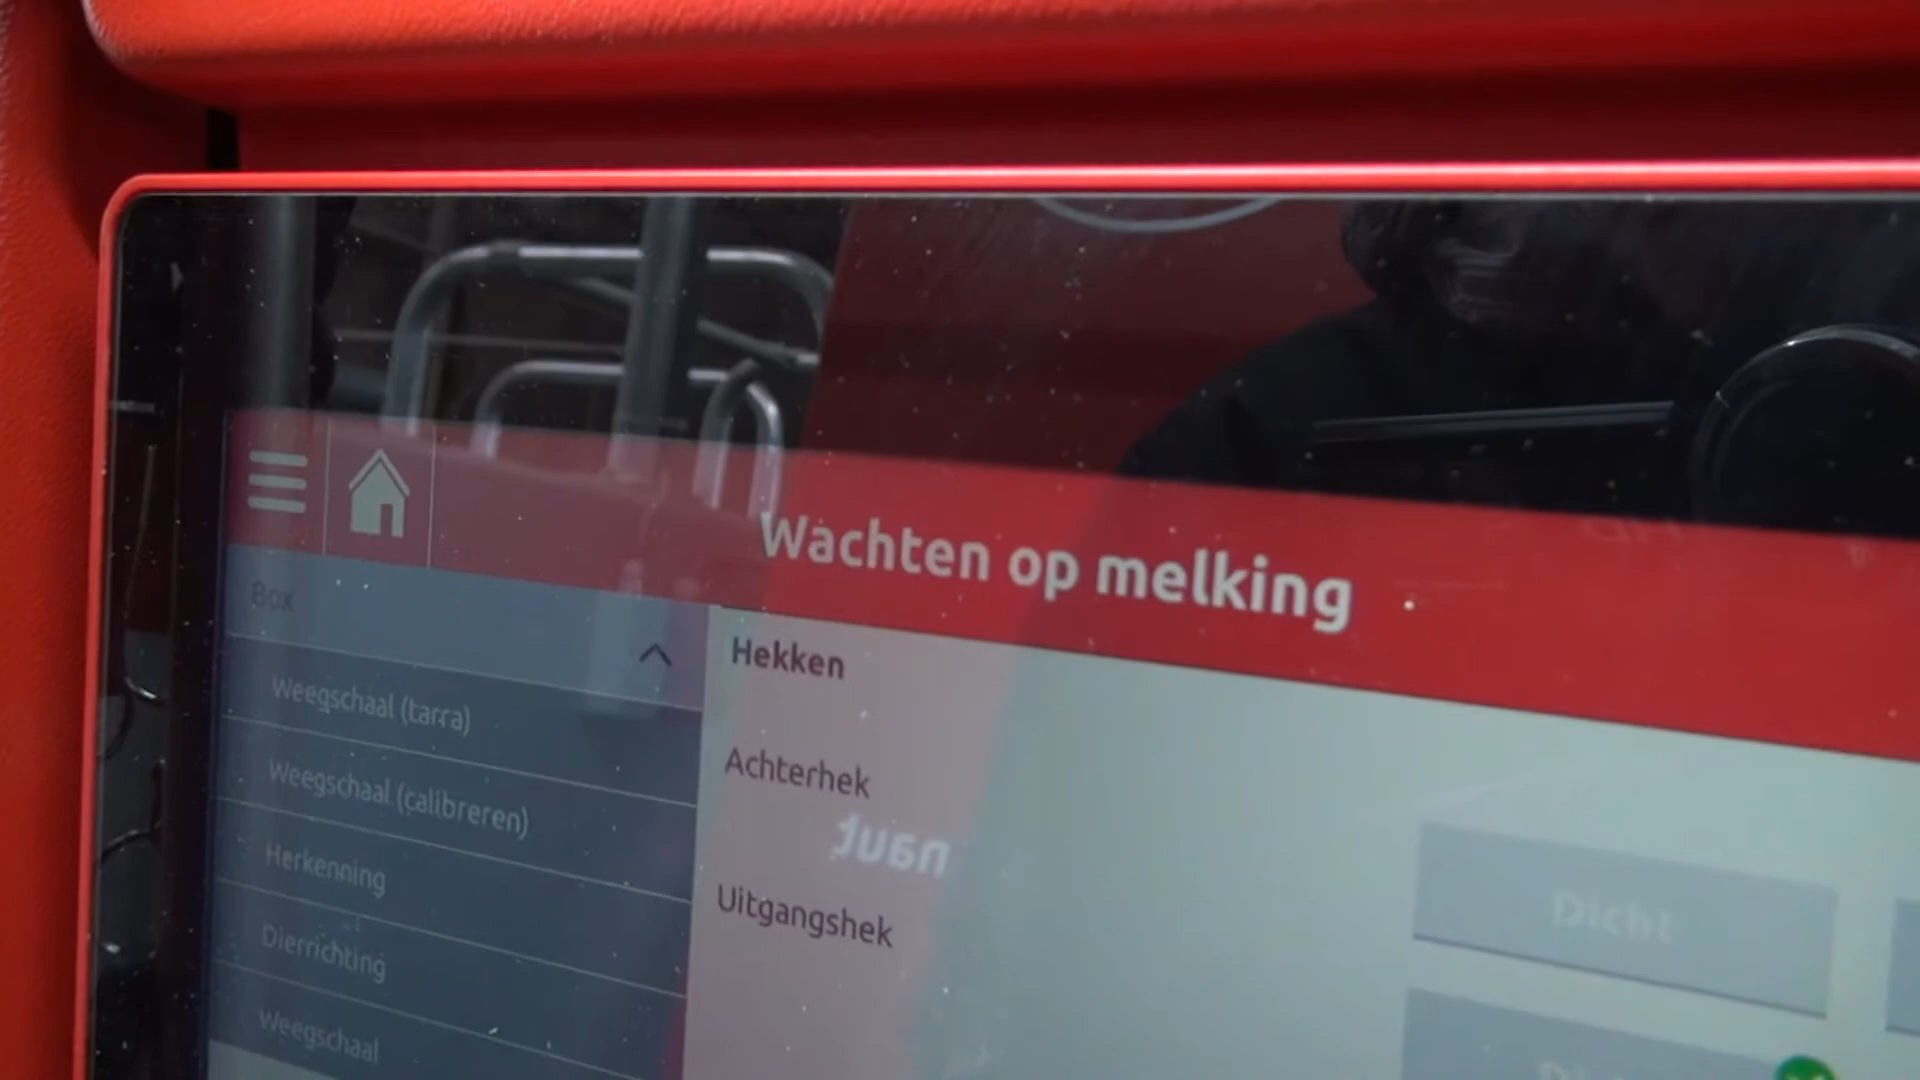 Wachten op melking
Box
Weegschaal (tarra)
Weegschaal (calibreren)
Herkenning
Dierrichting
Weegschaal
Hekken
Achterhek
Uitgangshek
Dicht